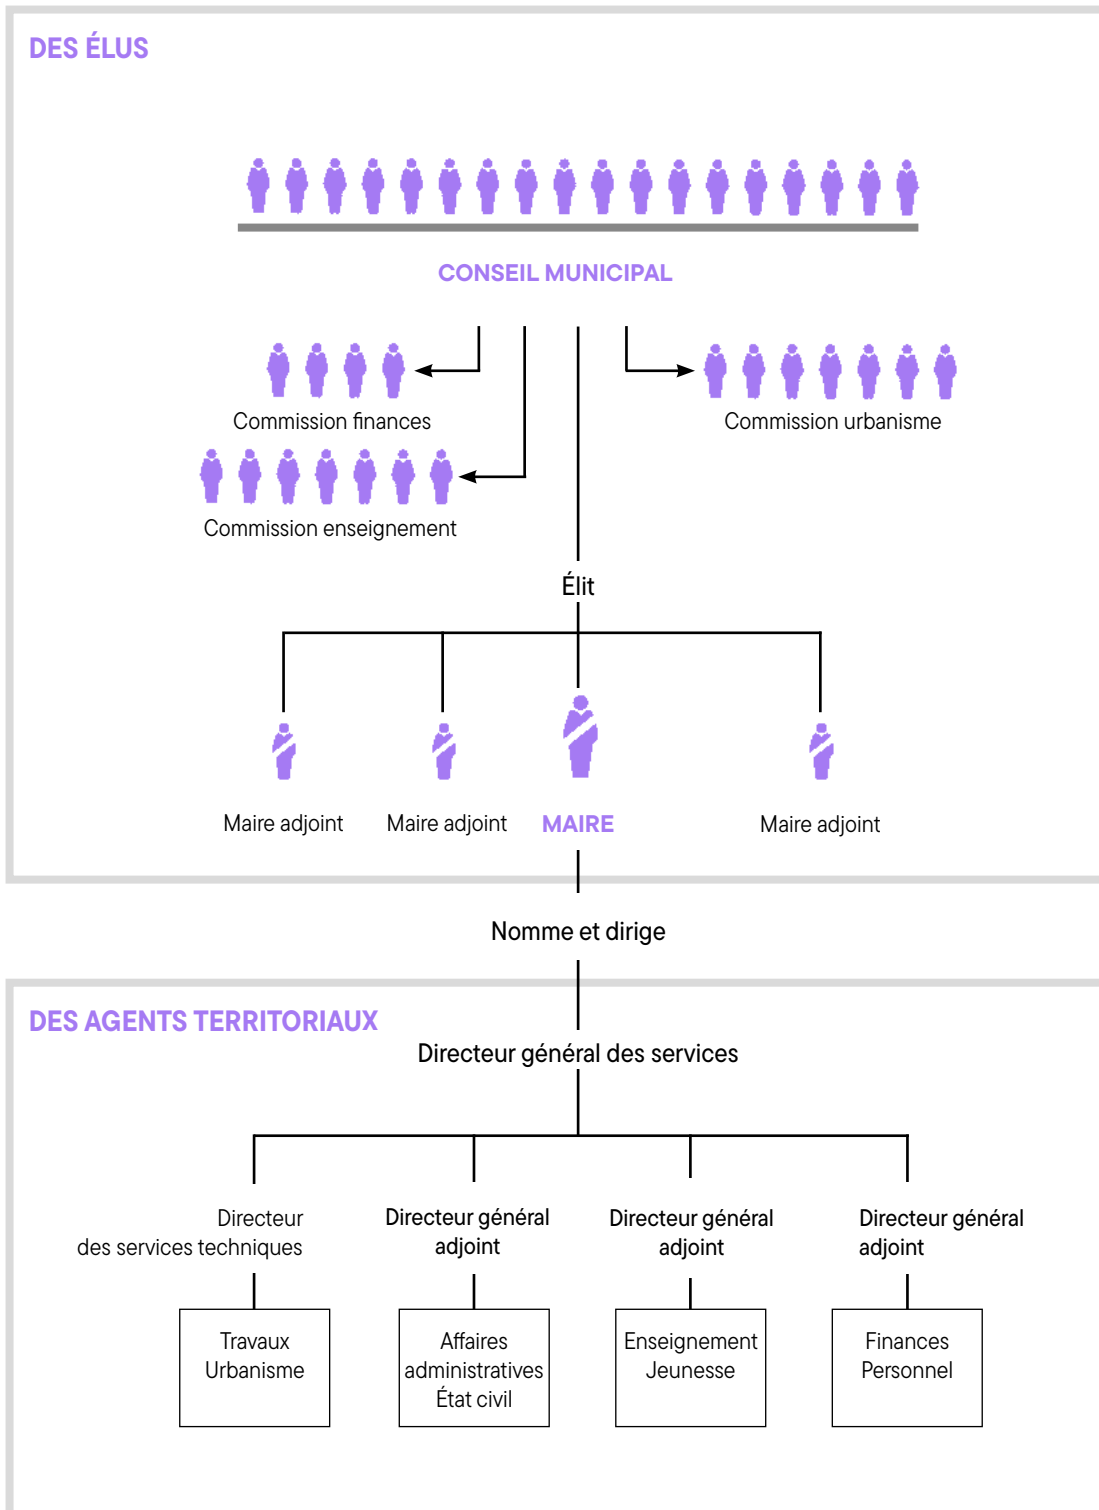 DES ÉLUS
CONSEIL MUNICIPAL
Commission finances
Commission urbanisme
Commission enseignement
Élit
Maire adjoint
Maire adjoint
MAIRE
Maire adjoint
Nomme et dirige
DES AGENTS TERRITORIAUX
Directeur général des services
Directeur
des services techniques
Directeur général
adjoint
Directeur général
adjoint
Directeur général
adjoint
Travaux
Urbanisme
Affaires
administratives
État civil
Enseignement
Jeunesse
Finances
Personnel